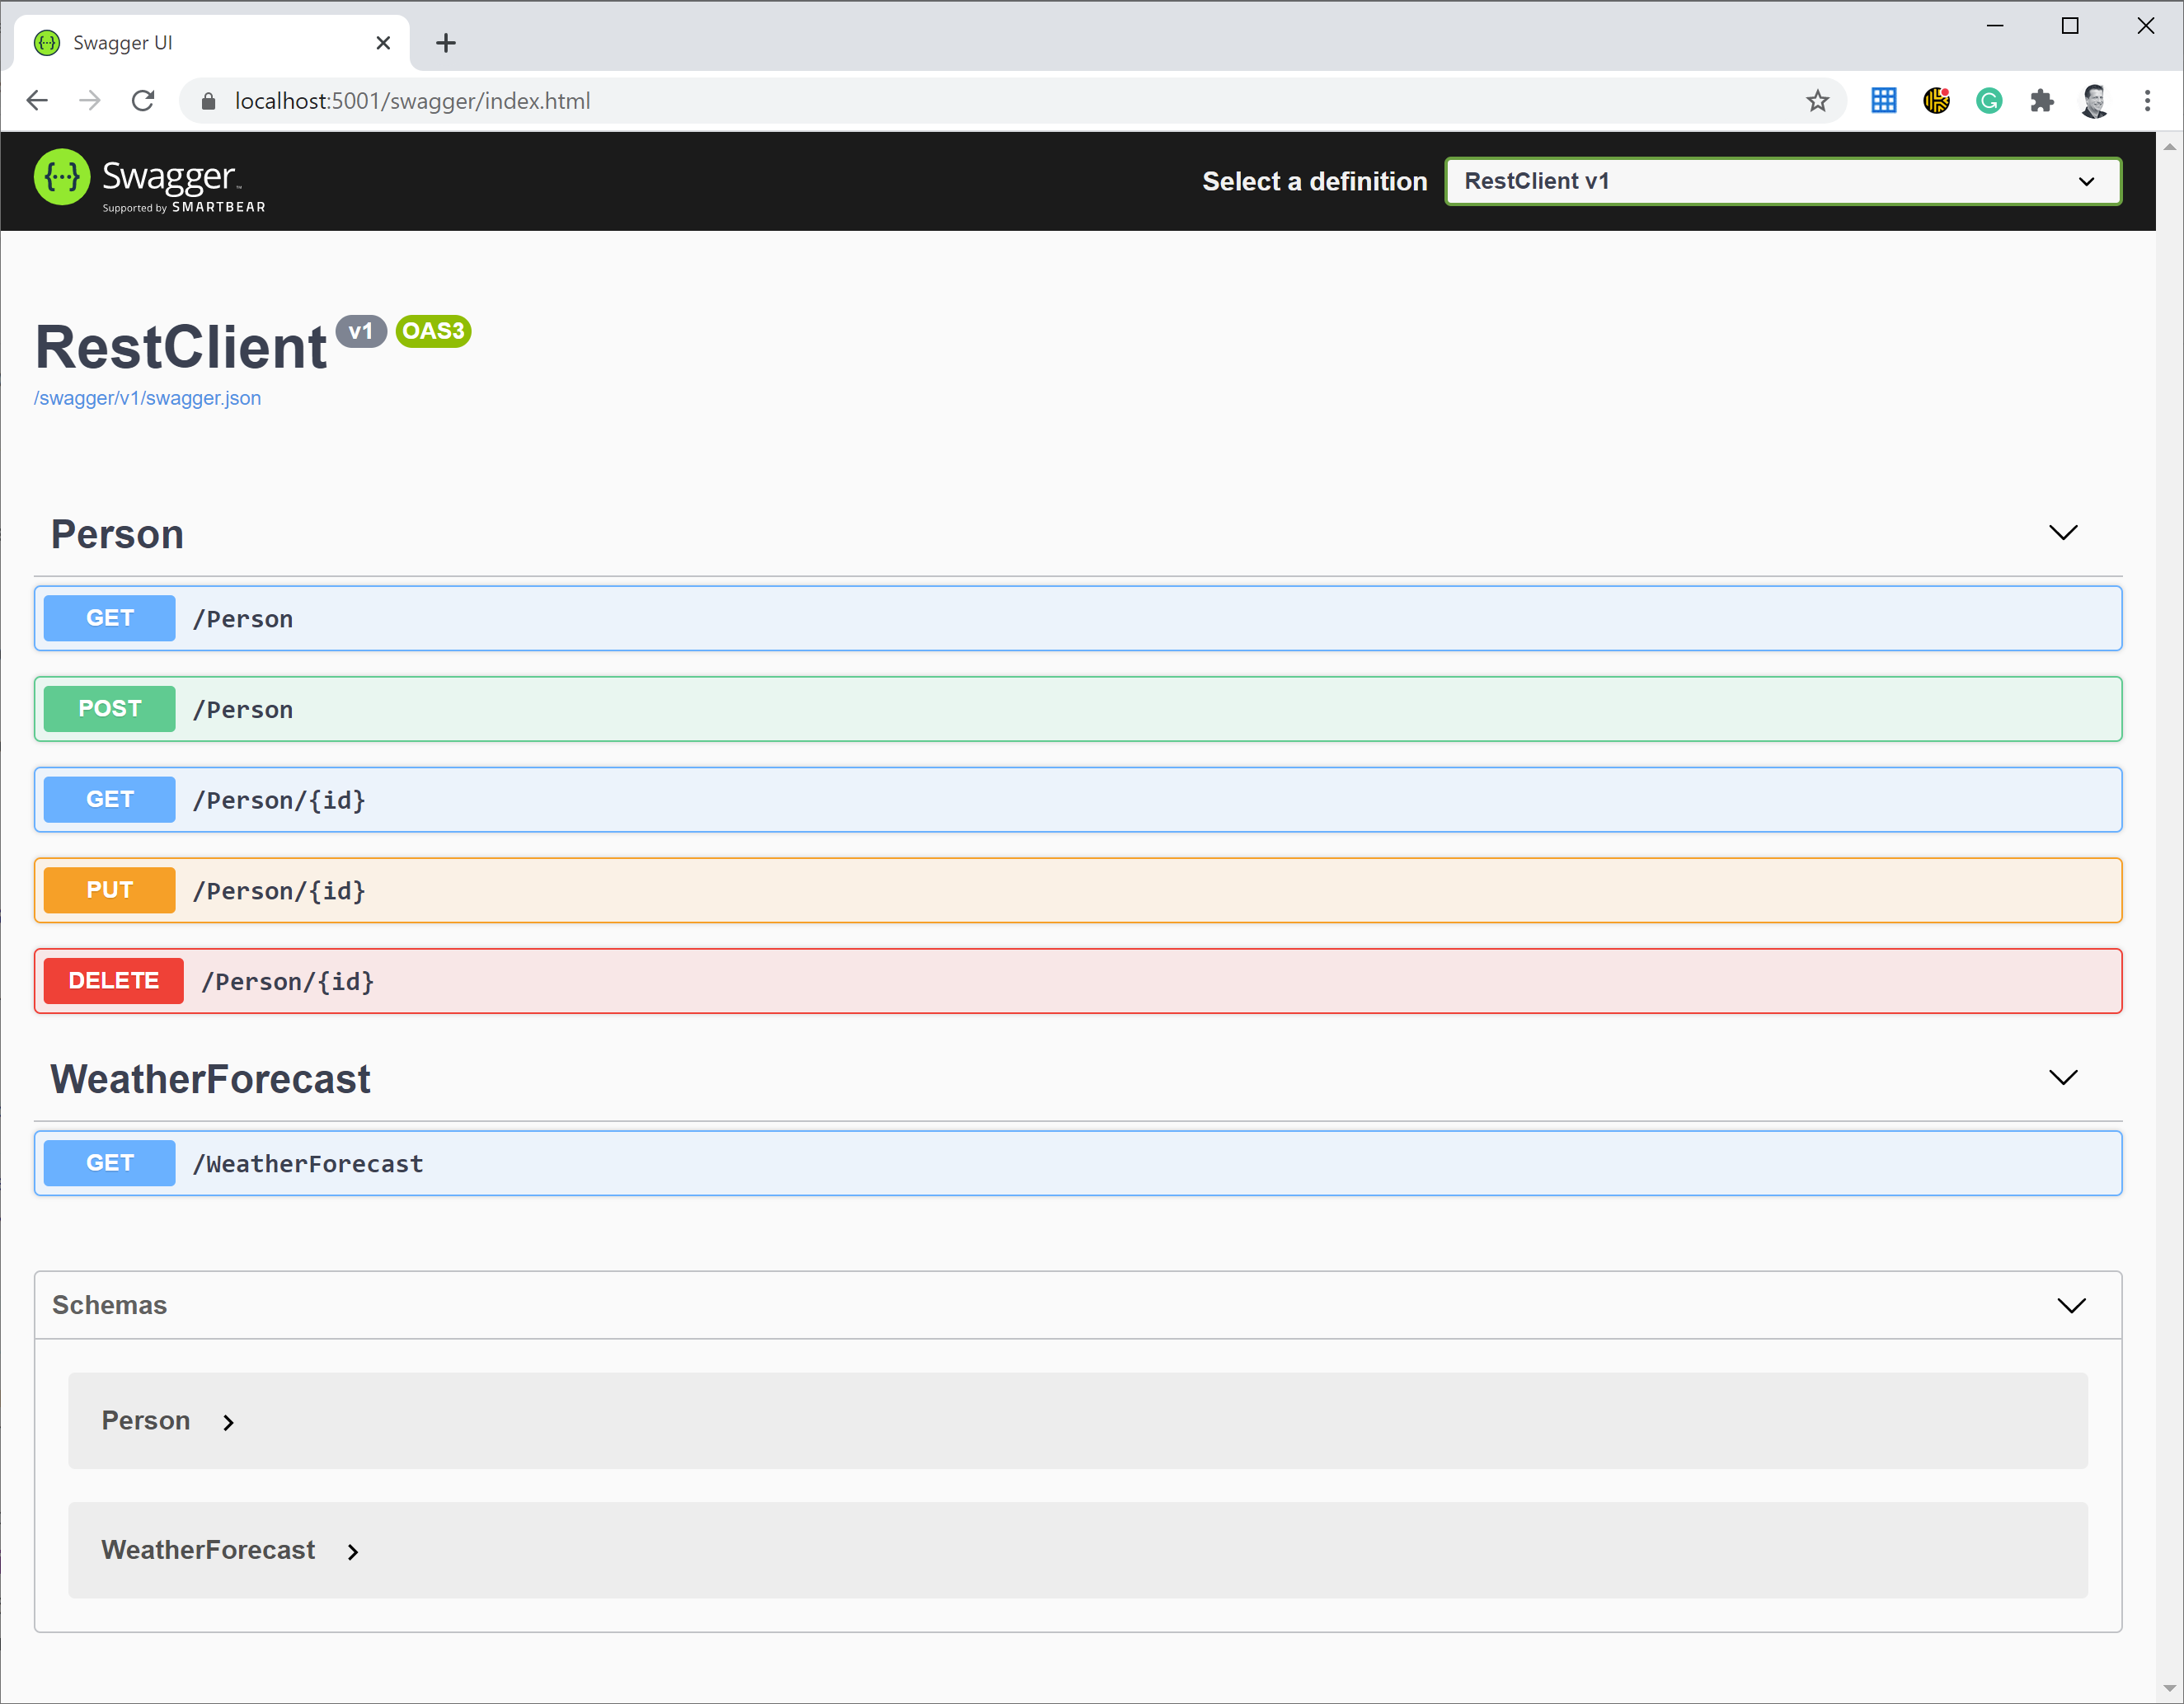 Swagger UI
localhost:5001/swagger/index.html
Swagger
Supported by SMARTBEAR
Select a definition
RestClient v1
RestClient v1 OAS3
/swagger/v1/swagger.json
Person
GET /Person
POST /Person
GET /Person/{id}
PUT /Person/{id}
DELETE /Person/{id}
WeatherForecast
GET /WeatherForecast
Schemas
Person
WeatherForecast